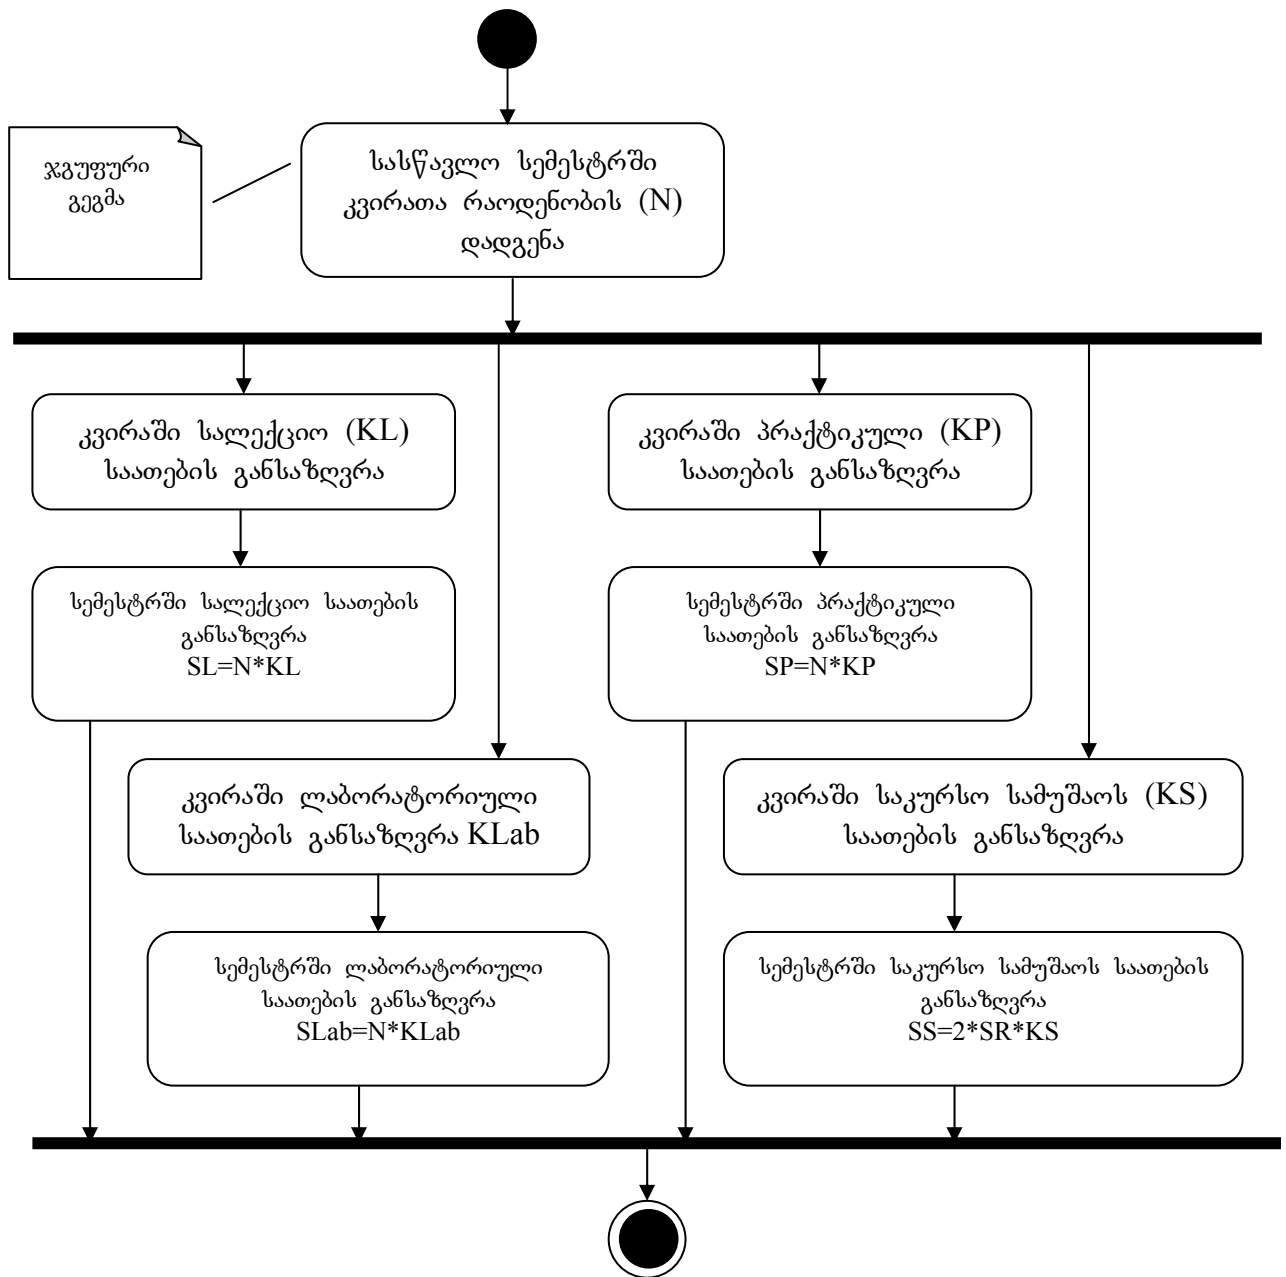 ჯგუფური
გეგმა
სასწავლო სემესტრში
კვირათა რაოდენობის (N)
დადგენა
კვირაში სალექციო (KL)
საათების განსაზღვრა
კვირაში პრაქტიკული (KP)
საათების განსაზღვრა
სემესტრში სალექციო საათების
განსაზღვრა
SL=N*KL
სემესტრში პრაქტიკული
საათების განსაზღვრა
SP=N*KP
კვირაში ლაბორატორიული
საათების განსაზღვრა KLab
კვირაში საკურსო სამუშაოს (KS)
საათების განსაზღვრა
სემესტრში ლაბორატორიული
საათების განსაზღვრა
SLab=N*KLab
სემესტრში საკურსო სამუშაოს საათების
განსაზღვრა
SS=2*SR*KS